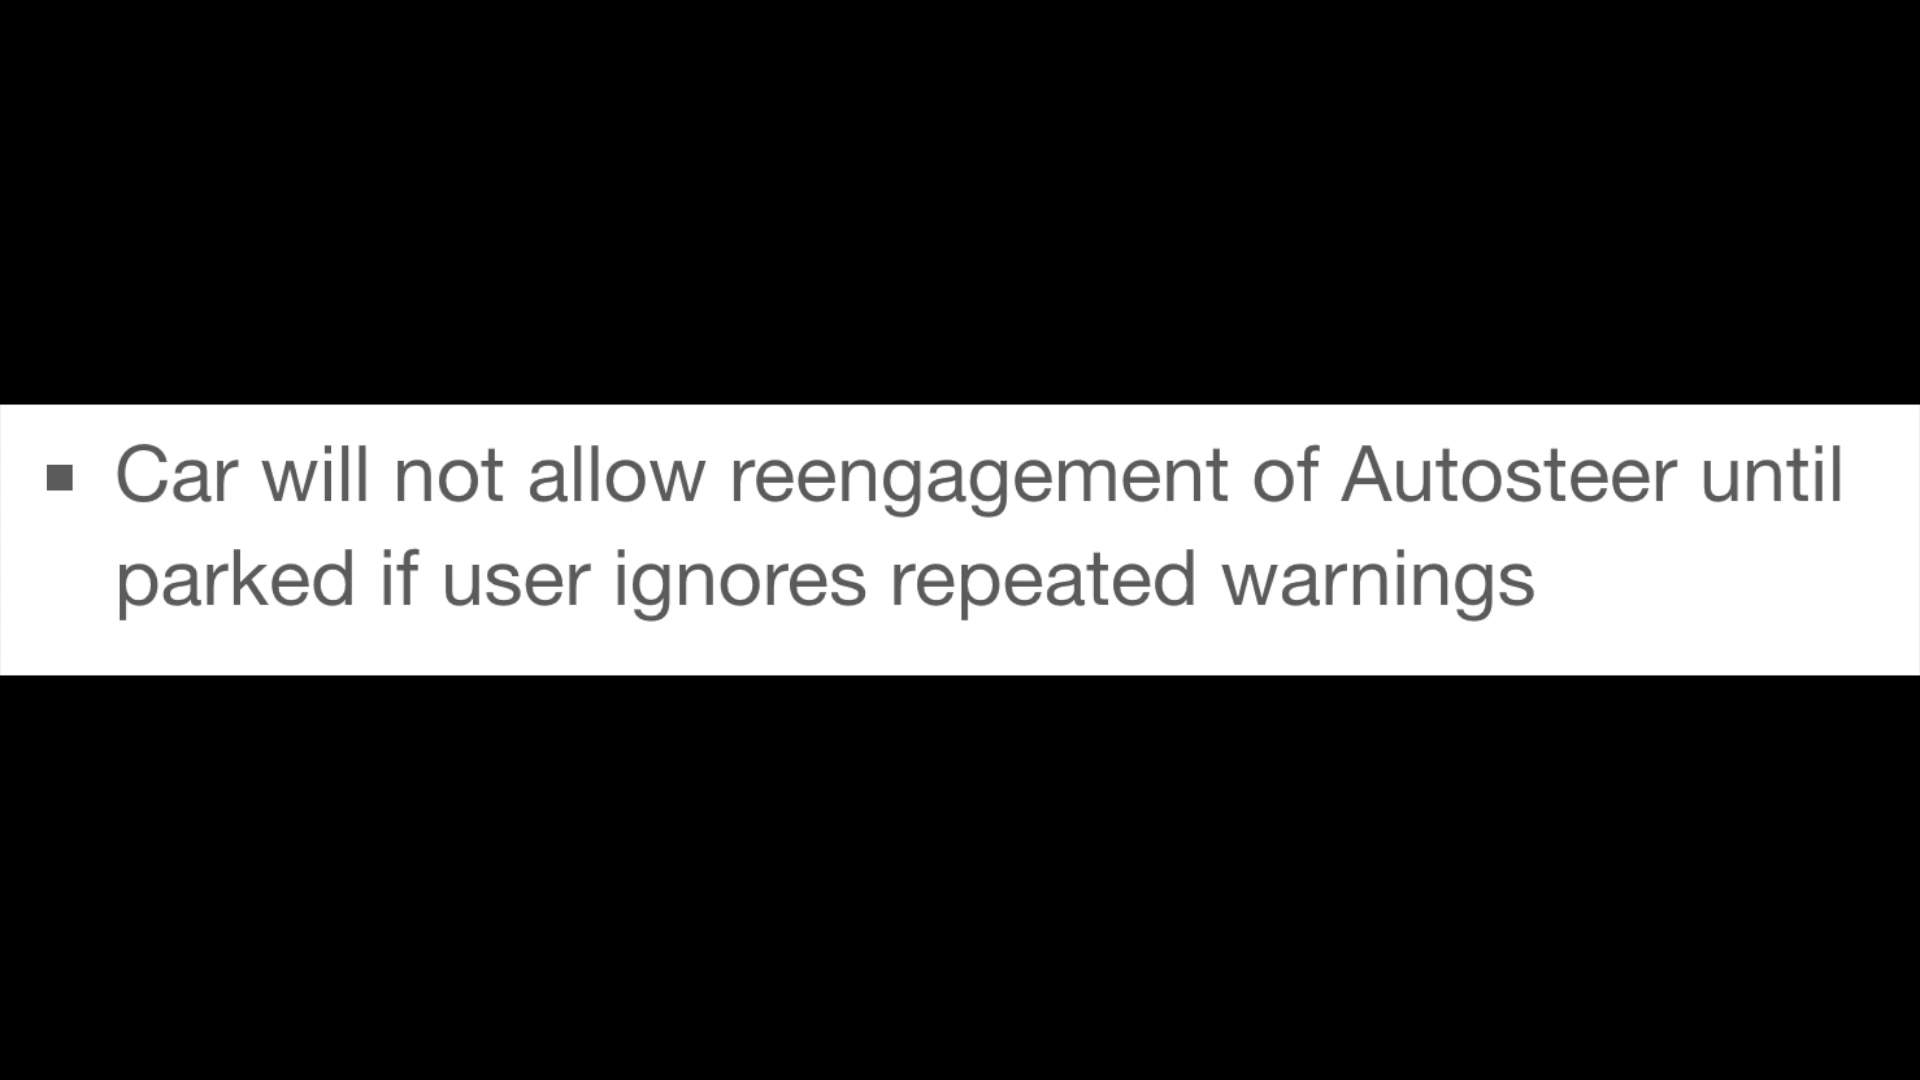 ▪ Car will not allow reengagement of Autosteer until
parked if user ignores repeated warnings